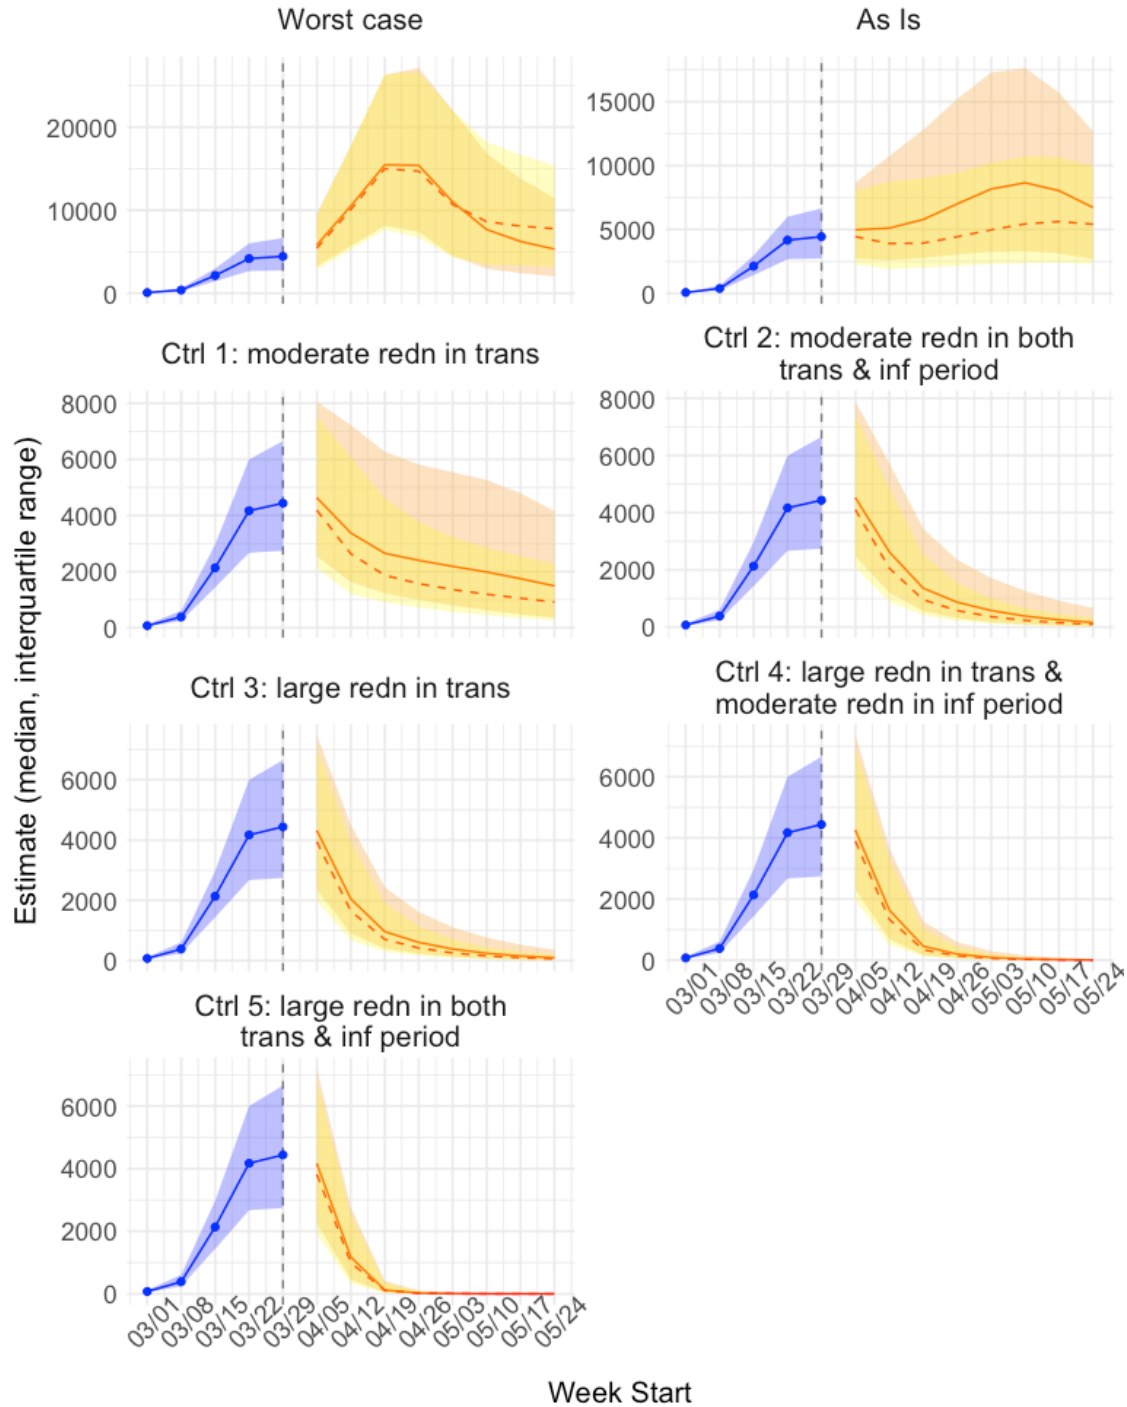 Worst case
As Is
20000
10000
0
15000
10000
5000
0
Ctrl 1: moderate redn in trans
Ctrl 2: moderate redn in both
trans & inf period
8000
6000
4000
2000
0
8000
6000
4000
2000
0
Estimate (median, interquartile range)
Ctrl 3: large redn in trans
Ctrl 4: large redn in trans &
moderate redn in inf period
6000
4000
2000
0
6000
4000
2000
0
03/01 03/08 03/15 03/22 03/29 04/05 04/12 04/19 04/26 05/03 05/10 05/17 05/24
Ctrl 5: large redn in both
trans & inf period
6000
4000
2000
0
03/01 03/08 03/15 03/22 03/29 04/05 04/12 04/19 04/26 05/03 05/10 05/17 05/24
Week Start